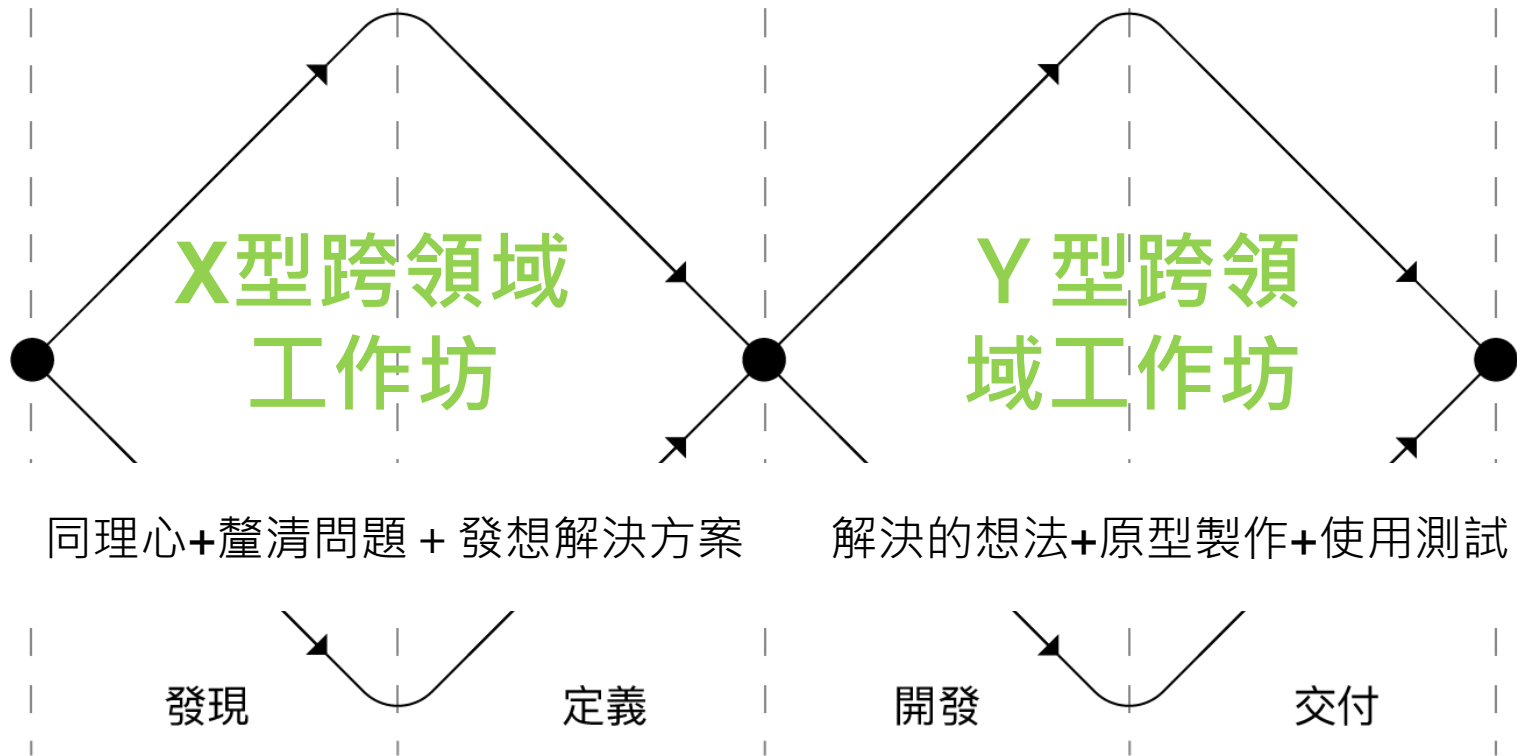 X型跨領域
工作坊
Y 型跨領
域工作坊
同理心+釐清問題 + 發想解決方案
解決的想法+原型製作+使用測試
發現
定義
開發
交付